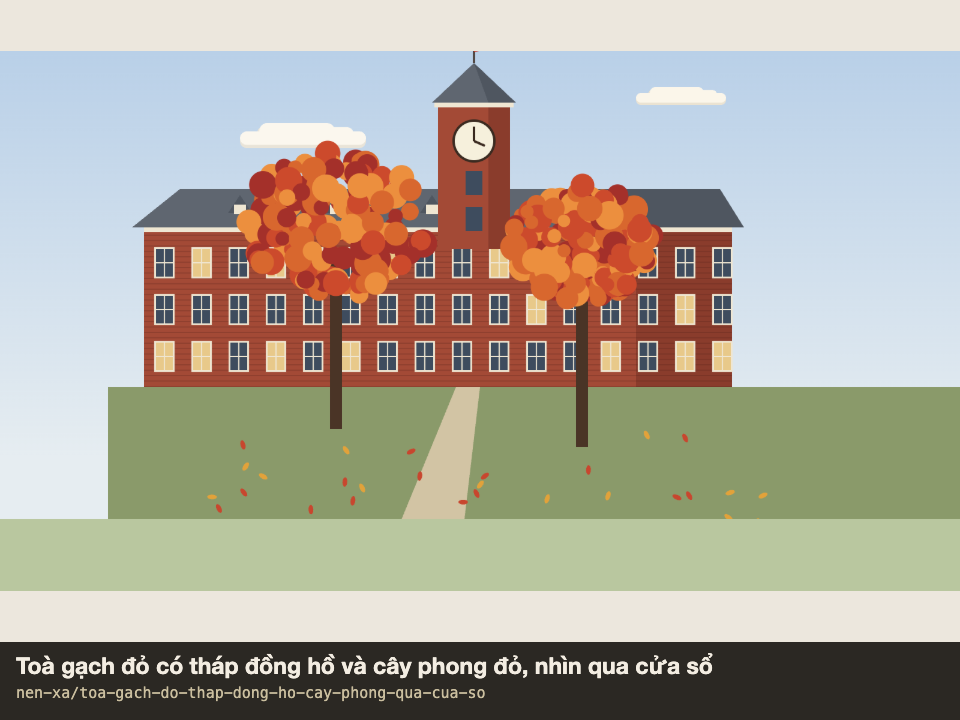 Toà gạch đỏ có tháp đồng hồ và cây phong đỏ, nhìn qua cửa sổ
nen-xa/toa-gach-do-thap-dong-ho-cay-phong-qua-cua-so